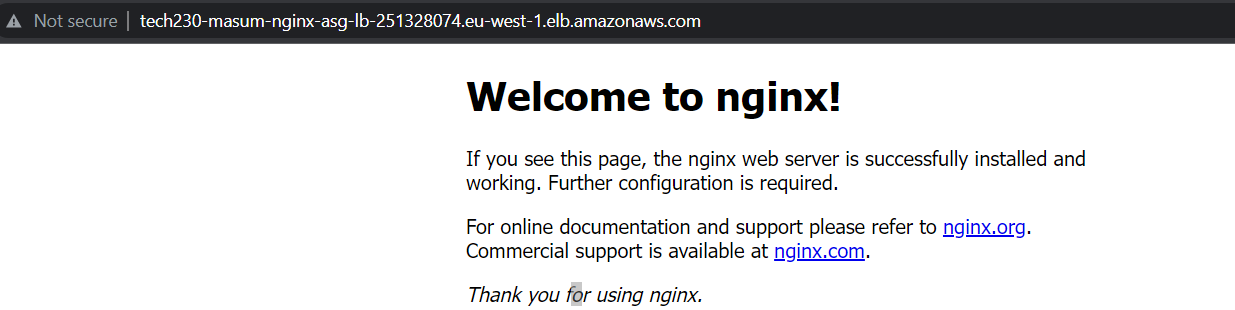 Not secure | tech230-masum-nginx-asg-lb-251328074.eu-west-1.elb.amazonaws.com
Welcome to nginx!
If you see this page, the nginx web server is successfully installed and
working. Further configuration is required.
For online documentation and support please refer to nginx.org.
Commercial support is available at nginx.com.
Thank you for using nginx.